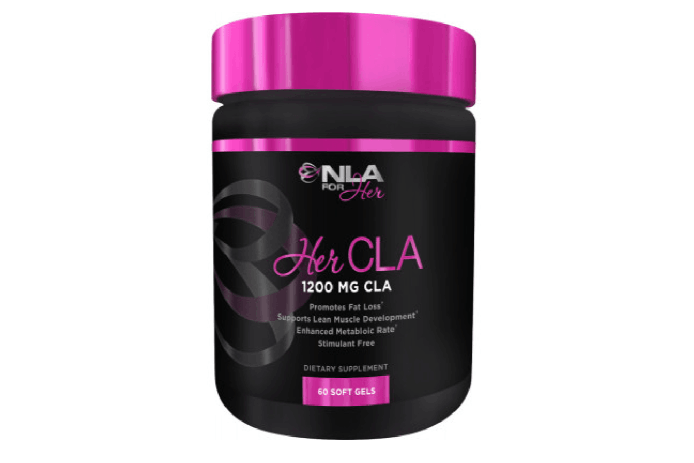 NLA
FOR Her
Her CLA
1200 MG CLA
Promotes Fat Loss†
Supports Lean Muscle Development†
Enhanced Metabloic Rate†
Stimulant Free
DIETARY SUPPLEMENT
60 SOFT GELS